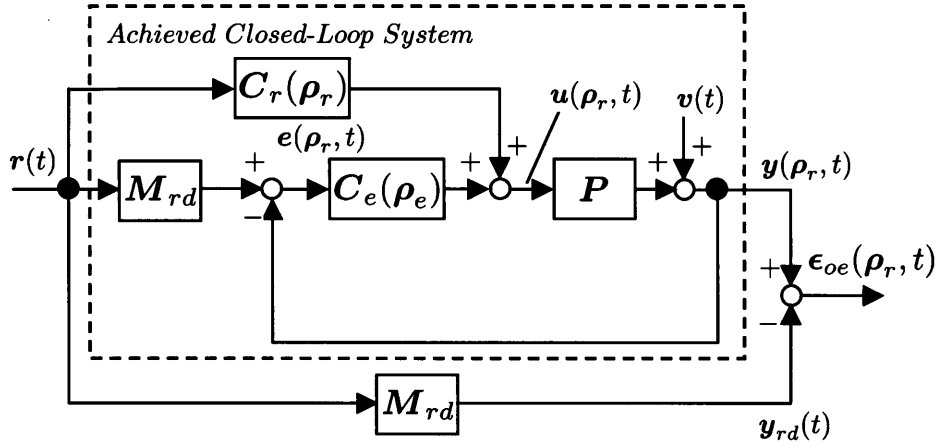 Achieved Closed-Loop System
C_r(ρ_r)
u(ρ_r, t)
v(t)
e(ρ_r, t)
r(t)
+
+
+
+
+
y(ρ_r, t)
M_rd
C_e(ρ_e)
P
−
+
ϵ_oe(ρ_r, t)
−
M_rd
y_rd(t)